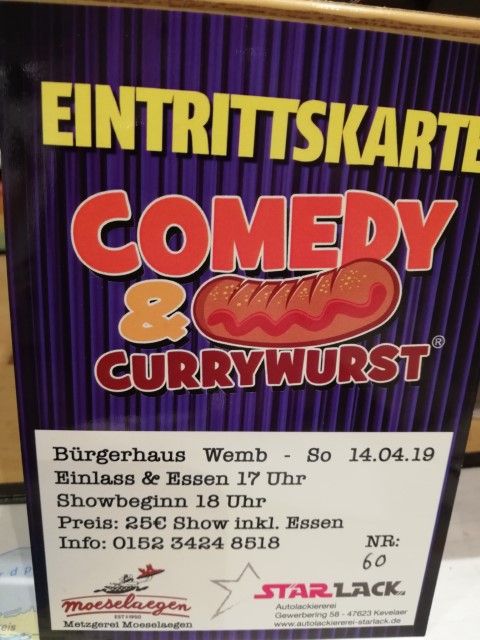 EINTRITTSKARTE
COMEDY
&
CURRYWURST®
Bürgerhaus Wemb - So 14.04.19
Einlass & Essen 17 Uhr
Showbeginn 18 Uhr
Preis: 25€ Show inkl. Essen
Info: 0152 3424 8518 NR:
60
moeselaegen
EST 1950
Metzgerei Moeselaegen
STARLACK
Autolackiererei
Gewerbering 58 - 47623 Kevelaer
www.autolackiererei-starlack.de